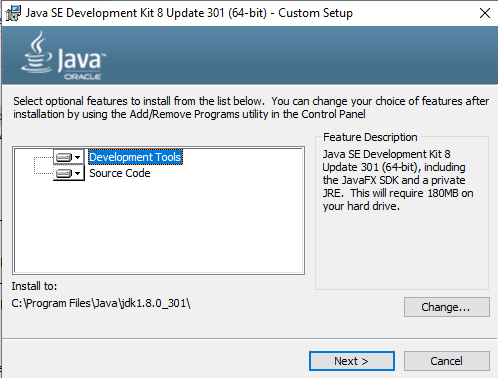 Java SE Development Kit 8 Update 301 (64-bit) - Custom Setup
Java™
ORACLE
Select optional features to install from the list below. You can change your choice of features after
installation by using the Add/Remove Programs utility in the Control Panel
Development Tools
Source Code
Feature Description
Java SE Development Kit 8
Update 301 (64-bit), including
the JavaFX SDK and a private
JRE. This will require 180MB on
your hard drive.
Install to:
C:\Program Files\Java\jdk1.8.0_301\
Change...
Next >
Cancel